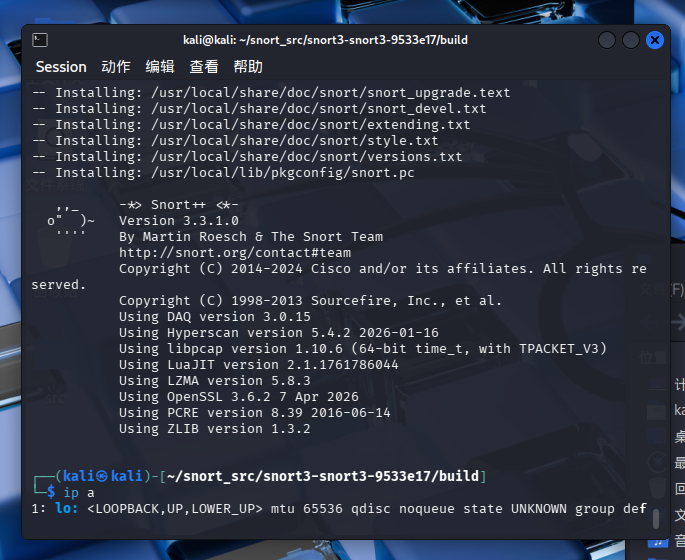 kali@kali: ~/snort_src/snort3-snort3-9533e17/build
Session 动作 编辑 查看 帮助
-- Installing: /usr/local/share/doc/snort/snort_upgrade.text
-- Installing: /usr/local/share/doc/snort/snort_devel.txt
-- Installing: /usr/local/share/doc/snort/extending.txt
-- Installing: /usr/local/share/doc/snort/style.txt
-- Installing: /usr/local/share/doc/snort/versions.txt
-- Installing: /usr/local/lib/pkgconfig/snort.pc
   ,,_     -*> Snort++ <*-
  o"  )~   Version 3.3.1.0
   ''''    By Martin Roesch & The Snort Team
           http://snort.org/contact#team
           Copyright (C) 2014-2024 Cisco and/or its affiliates. All rights re
served.
           Copyright (C) 1998-2013 Sourcefire, Inc., et al.
           Using DAQ version 3.0.15
           Using Hyperscan version 5.4.2 2026-01-16
           Using libpcap version 1.10.6 (64-bit time_t, with TPACKET_V3)
           Using LuaJIT version 2.1.1761786044
           Using LZMA version 5.8.3
           Using OpenSSL 3.6.2 7 Apr 2026
           Using PCRE version 8.39 2016-06-14
           Using ZLIB version 1.3.2
┌──(kali㉿kali)-[~/snort_src/snort3-snort3-9533e17/build]
└─$ ip a
1: lo: <LOOPBACK,UP,LOWER_UP> mtu 65536 qdisc noqueue state UNKNOWN group def
(F)
位置
计
ka
桌
最
回
文
音